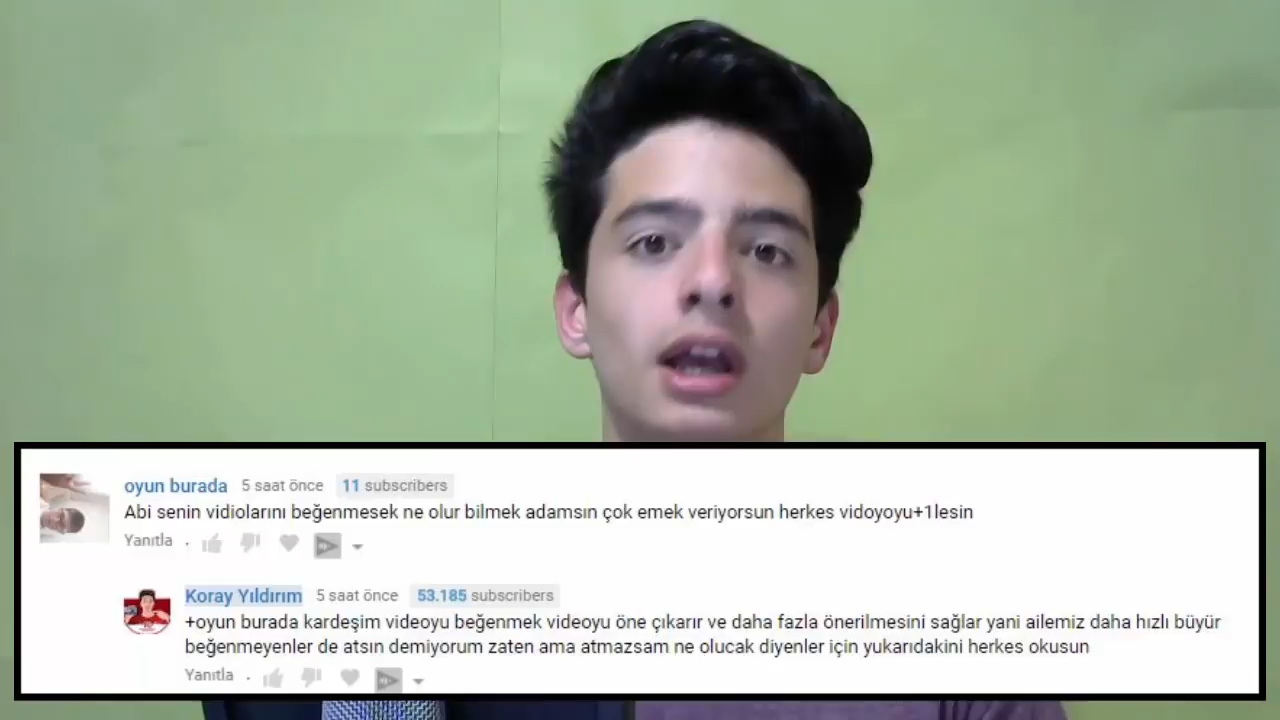 oyun burada 5 saat önce 11 subscribers
Abi senin vidiolarını beğenmesek ne olur bilmek adamsın çok emek veriyorsun herkes vidoyoyu+1lesin
Yanıtla
Koray Yıldırım 5 saat önce 53.185 subscribers
+oyun burada kardeşim videoyu beğenmek videoyu öne çıkarır ve daha fazla önerilmesini sağlar yani ailemiz daha hızlı büyür
beğenmeyenler de atsın demiyorum zaten ama atmazsam ne olucak diyenler için yukarıdakini herkes okusun
Yanıtla